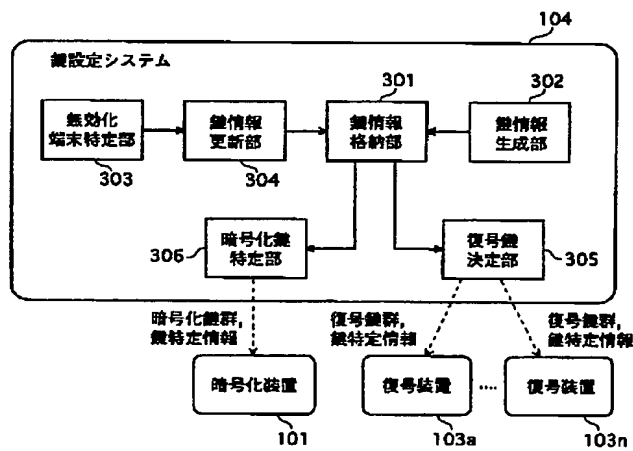 104
鍵設定システム
301
302
無効化
端末特定部
鍵情報
更新部
鍵情報
格納部
鍵情報
生成部
303
304
306
暗号化鍵
特定部
復号鍵
決定部
305
暗号化鍵群,
鍵特定情報
復号鍵群,
鍵特定情報
復号鍵群,
鍵特定情報
暗号化装置
復号装置
....
復号装置
101
103a
103n